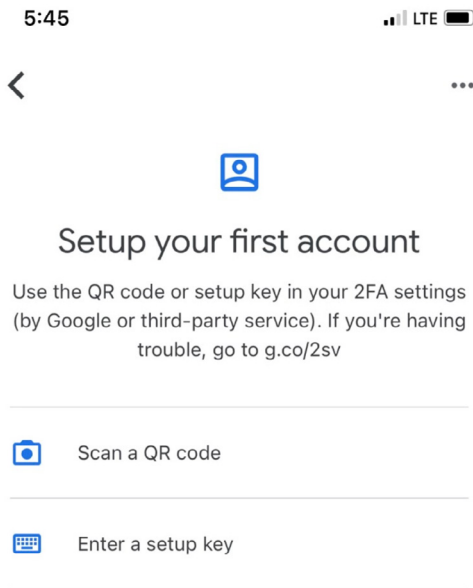 5:45 LTE
Setup your first account
Use the QR code or setup key in your 2FA settings
(by Google or third-party service). If you're having
trouble, go to g.co/2sv
Scan a QR code
Enter a setup key